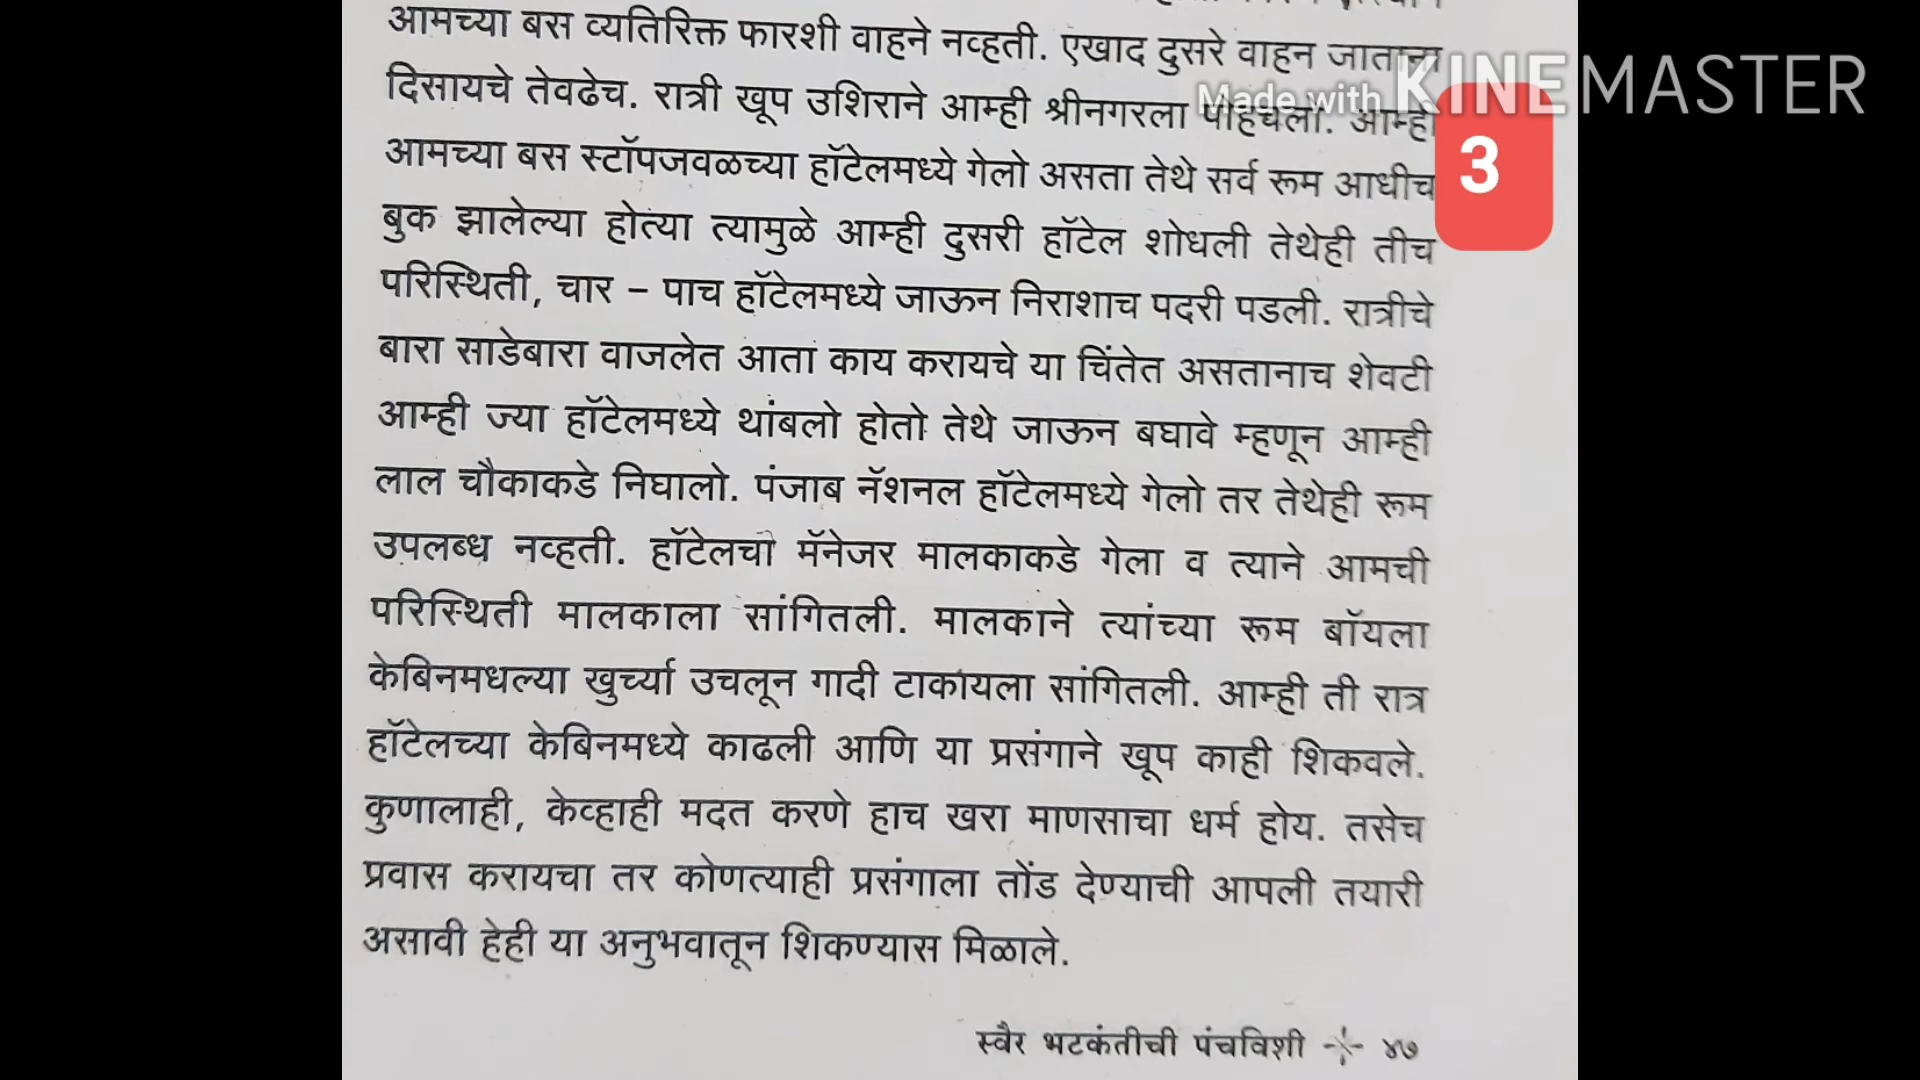 आमच्या बस व्यतिरिक्त फारशी वाहने नव्हती. एखाद दुसरे वाहन जाताना
दिसायचे तेवढेच. रात्री खूप उशिराने आम्ही श्रीनगरला पोहचलो. आम्ही
Made with KINEMASTER
3
आमच्या बस स्टॉपजवळच्या हॉटेलमध्ये गेलो असता तेथे सर्व रूम आधीच
बुक झालेल्या होत्या त्यामुळे आम्ही दुसरी हॉटेल शोधली तेथेही तीच
परिस्थिती, चार – पाच हॉटेलमध्ये जाऊन निराशाच पदरी पडली. रात्रीचे
बारा साडेबारा वाजलेत आता काय करायचे या चिंतेत असतानाच शेवटी
आम्ही ज्या हॉटेलमध्ये थांबलो होतो तेथे जाऊन बघावे म्हणून आम्ही
लाल चौकाकडे निघालो. पंजाब नॅशनल हॉटेलमध्ये गेलो तर तेथेही रूम
उपलब्ध नव्हती. हॉटेलचा मॅनेजर मालकाकडे गेला व त्याने आमची
परिस्थिती मालकाला सांगितली. मालकाने त्यांच्या रूम बॉयला
केबिनमधल्या खुर्च्या उचलून गादी टाकायला सांगितली. आम्ही ती रात्र
हॉटेलच्या केबिनमध्ये काढली आणि या प्रसंगाने खूप काही शिकवले.
कुणालाही, केव्हाही मदत करणे हाच खरा माणसाचा धर्म होय. तसेच
प्रवास करायचा तर कोणत्याही प्रसंगाला तोंड देण्याची आपली तयारी
असावी हेही या अनुभवातून शिकण्यास मिळाले.
स्वैर भटकंतीची पंचविशी ४७